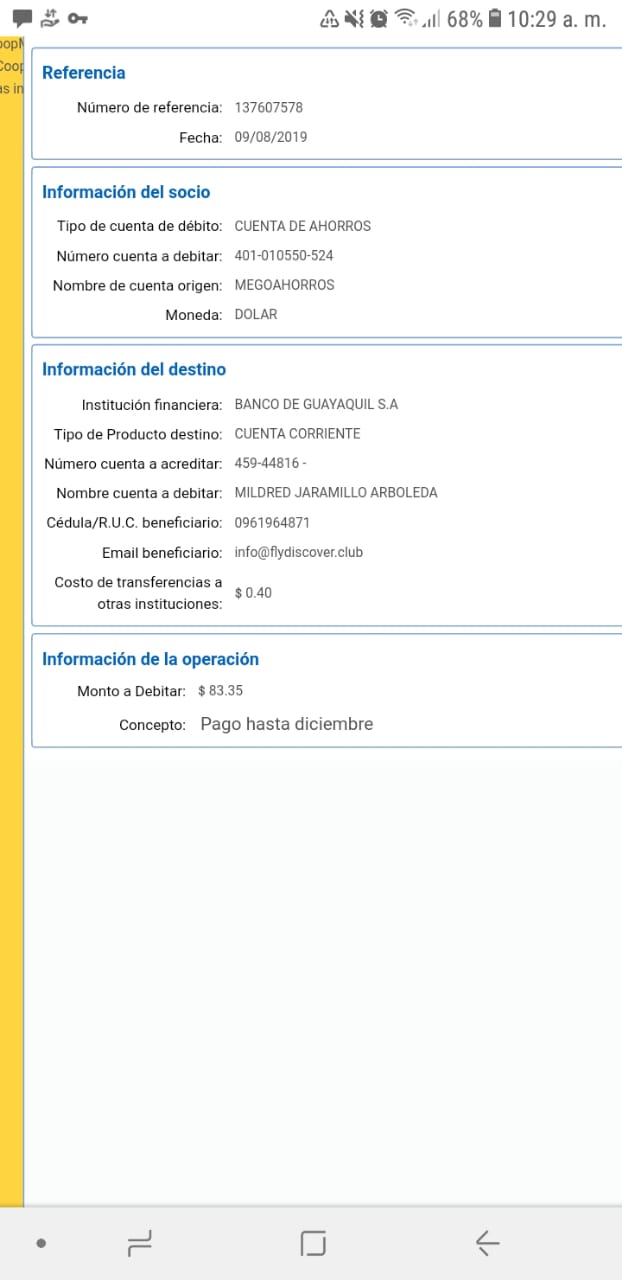 68% 10:29 a. m.
Referencia
Número de referencia: 137607578
Fecha: 09/08/2019
Información del socio
Tipo de cuenta de débito: CUENTA DE AHORROS
Número cuenta a debitar: 401-010550-524
Nombre de cuenta origen: MEGOAHORROS
Moneda: DOLAR
Información del destino
Institución financiera: BANCO DE GUAYAQUIL S.A
Tipo de Producto destino: CUENTA CORRIENTE
Número cuenta a acreditar: 459-44816 -
Nombre cuenta a debitar: MILDRED JARAMILLO ARBOLEDA
Cédula/R.U.C. beneficiario: 0961964871
Email beneficiario: info@flydiscover.club
Costo de transferencias a
otras instituciones: $ 0.40
Información de la operación
Monto a Debitar: $ 83.35
Concepto: Pago hasta diciembre